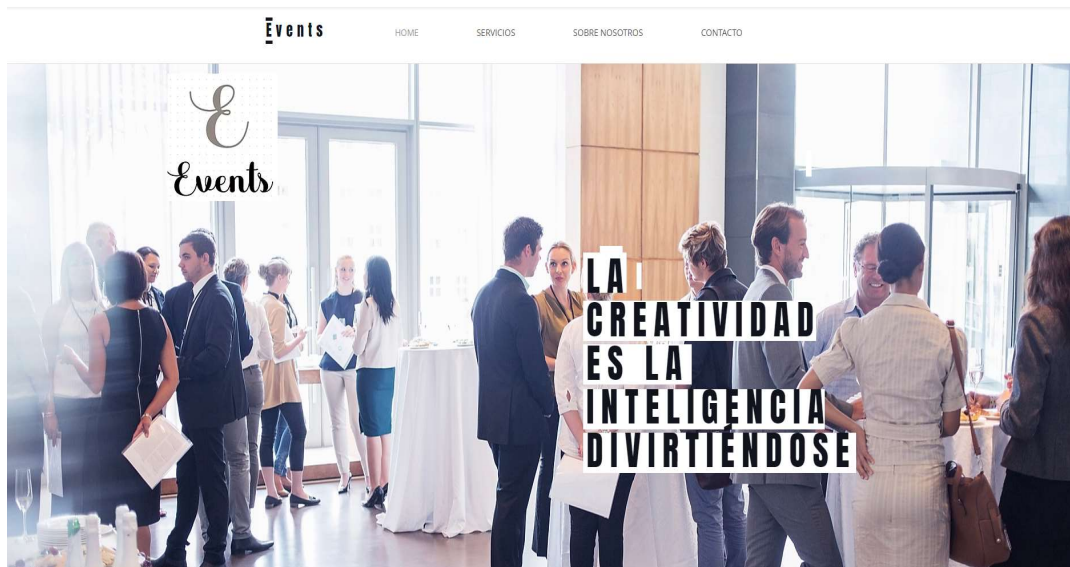 Events
HOME SERVICIOS SOBRE NOSOTROS CONTACTO
E
Events
LA
CREATIVIDAD
ES LA
INTELIGENCIA
DIVIRTIÉNDOSE